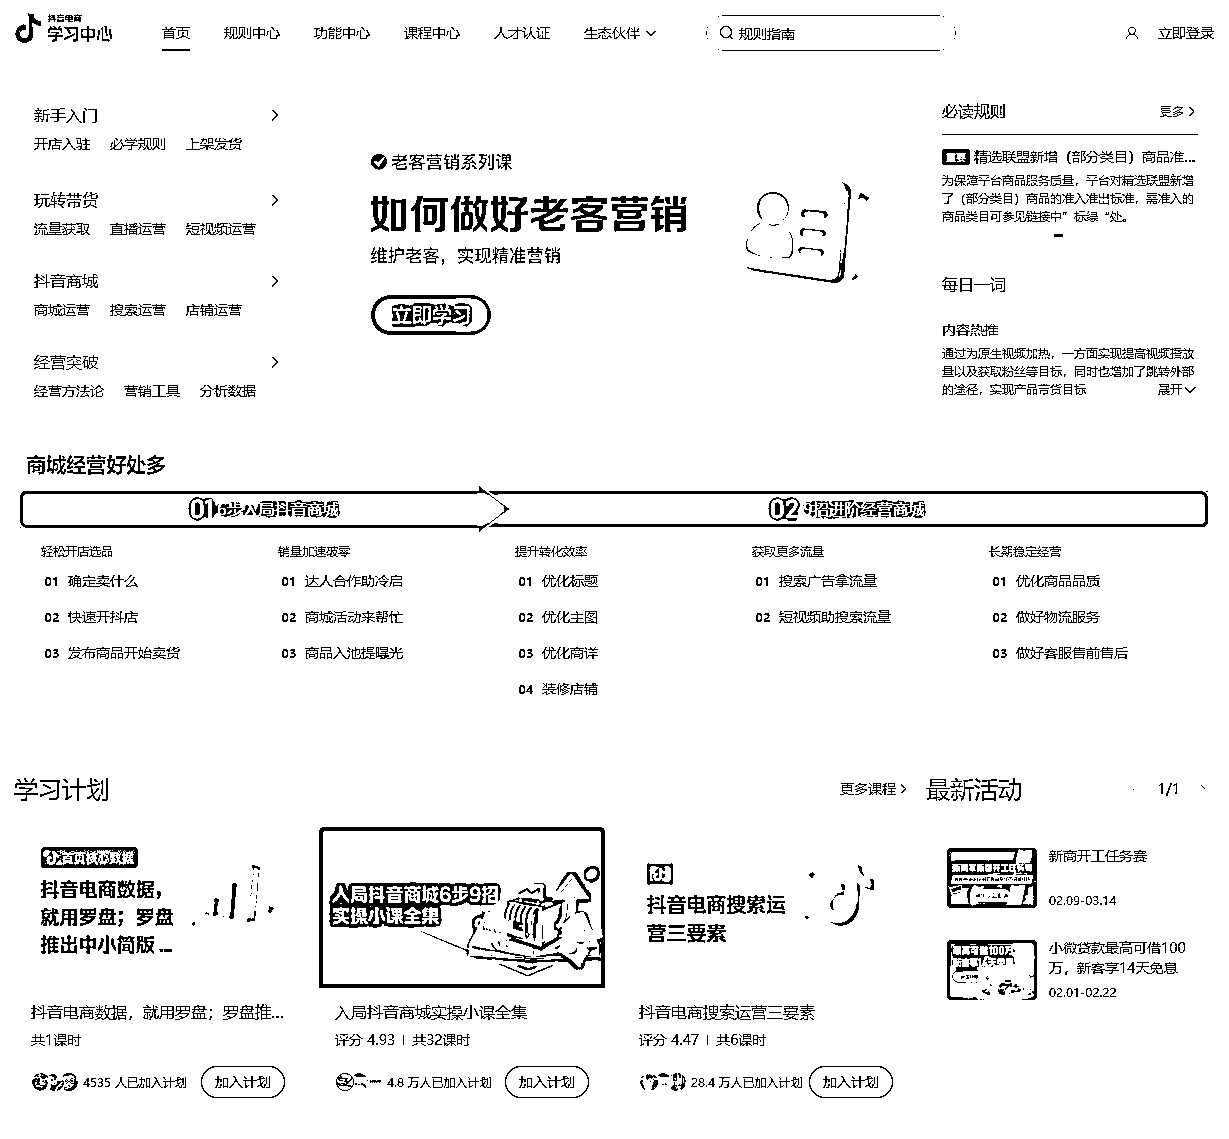 抖音电商
学习中心
首页
规则中心
功能中心
课程中心
人才认证
生态伙伴
规则指南
立即登录
新手入门
开店入驻 必学规则 上架发货
玩转带货
流量获取 直播运营 短视频运营
抖音商城
商城运营 搜索运营 店铺运营
经营突破
经营方法论 营销工具 分析数据
老客营销系列课
如何做好老客营销
维护老客，实现精准营销
立即学习
必读规则
更多
重要 精选联盟新增（部分类目）商品准...
为保障平台商品服务质量，平台对精选联盟新增
了（部分类目）商品的准入准出标准，需准入的
商品类目可参见链接中”标绿“处。
每日一词
内容热推
通过为原生视频加热，一方面实现提高视频播放
量以及获取粉丝等目标，同时也增加了跳转外部
的途径，实现产品带货目标
展开
商城经营好处多
01 6步入局抖音商城
02 9招进阶经营商城
轻松开店选品
01 确定卖什么
02 快速开抖店
03 发布商品开始卖货
销量加速破零
01 达人合作助冷启
02 商城活动来帮忙
03 商品入池提曝光
提升转化效率
01 优化标题
02 优化主图
03 优化商详
04 装修店铺
获取更多流量
01 搜索广告拿流量
02 短视频助搜索流量
长期稳定经营
01 优化商品品质
02 做好物流服务
03 做好客服售前售后
学习计划
更多课程
首页核心数据
抖音电商数据，
就用罗盘；罗盘
推出中小简版 ...
抖音电商数据，就用罗盘；罗盘推...
共1课时
4535 人已加入计划
加入计划
入局抖音商城6步9招
实操小课全集
入局抖音商城实操小课全集
评分 4.93 | 共32课时
4.8 万人已加入计划
加入计划
抖音电商搜索运
营三要素
抖音电商搜索运营三要素
评分 4.47 | 共6课时
28.4 万人已加入计划
加入计划
最新活动
1/1
新商开工任务赛
02.09-03.14
小微贷款最高可借100
万，新客享14天免息
02.01-02.22